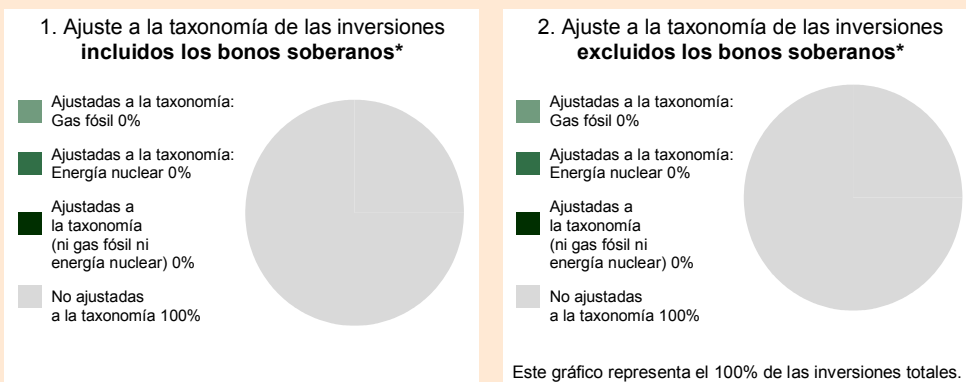 1. Ajuste a la taxonomía de las inversiones
incluidos los bonos soberanos*
Ajustadas a la taxonomía:
Gas fósil 0%
Ajustadas a la taxonomía:
Energía nuclear 0%
Ajustadas a
la taxonomía
(ni gas fósil ni
energía nuclear) 0%
No ajustadas
a la taxonomía 100%
2. Ajuste a la taxonomía de las inversiones
excluidos los bonos soberanos*
Ajustadas a la taxonomía:
Gas fósil 0%
Ajustadas a la taxonomía:
Energía nuclear 0%
Ajustadas a
la taxonomía
(ni gas fósil ni
energía nuclear) 0%
No ajustadas
a la taxonomía 100%
Este gráfico representa el 100% de las inversiones totales.